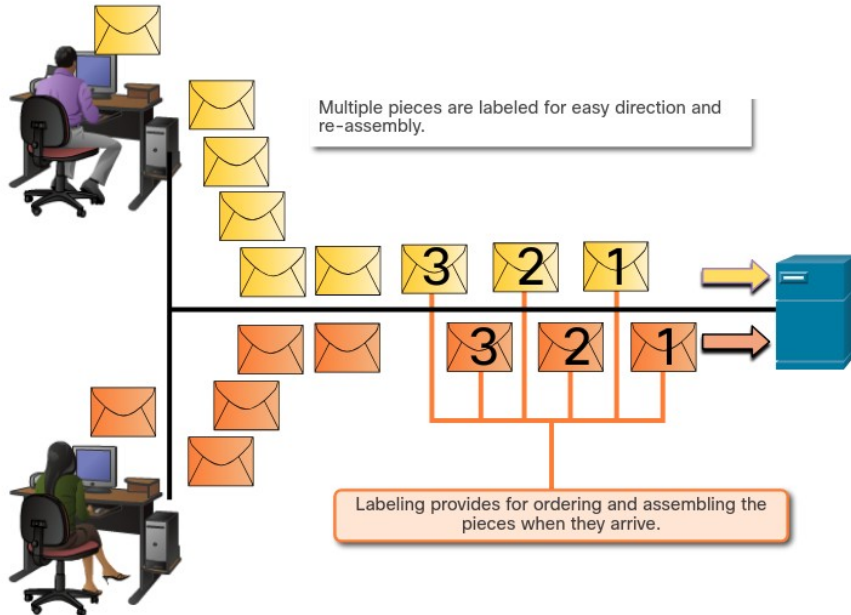 Multiple pieces are labeled for easy direction and
re-assembly.
3 2 1
3 2 1
Labeling provides for ordering and assembling the
pieces when they arrive.